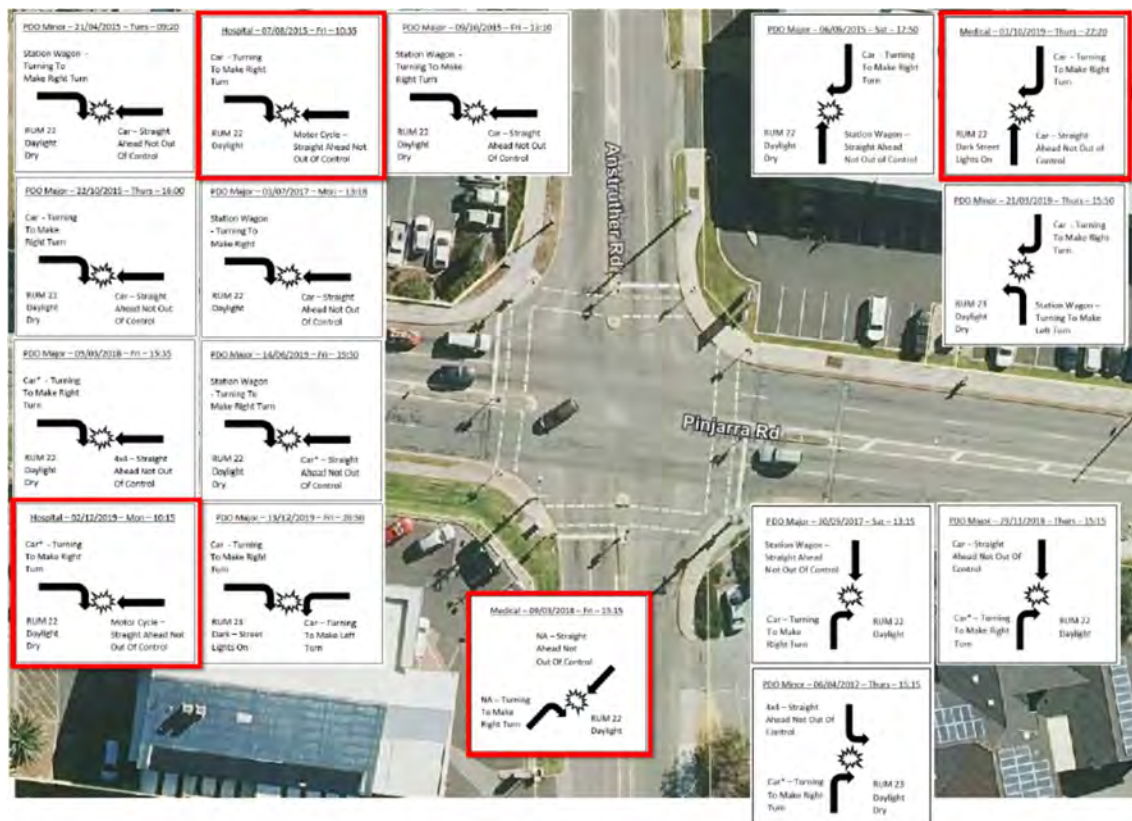 PDO Minor – 21/04/2015 – Tues – 09:20
Station Wagon -
Turning To
Make Right Turn
RUM 22
Daylight
Dry
Car – Straight
Ahead Not Out
Of Control
Hospital – 07/08/2015 – Fri – 10:35
Car - Turning
To Make Right
Turn
RUM 22
Daylight
Motor Cycle –
Straight Ahead Not
Out Of Control
PDO Major – 09/10/2015 – Fri – 13:10
Station Wagon -
Turning To Make
Right Turn
RUM 22
Daylight
Dry
Car – Straight
Ahead Not Out
Of Control
PDO Major – 06/06/2015 – Sat – 17:50
Car - Turning
To Make Right
Turn
RUM 22
Daylight
Dry
Station Wagon –
Straight Ahead
Not Out of Control
Medical – 03/10/2019 – Thurs – 22:20
Car – Turning
To Make Right
Turn
RUM 22
Dark Street
Lights On
Car – Straight
Ahead Not Out of
Control
PDO Major – 22/10/2015 – Thurs – 16:00
Car - Turning
To Make
Right Turn
Daylight
Dry
Car – Straight
Ahead Not Out
Of Control
PDO Major – 03/07/2017 – Mon – 13:18
Station Wagon
- Turning To
Make Right
RUM 22
Daylight
Car – Straight
Ahead Not Out
Of Control
PDO Minor – 21/03/2019 – Thurs – 15:50
Car – Turning
To Make Right
Turn
RUM 23
Daylight
Dry
Station Wagon –
Turning To Make
Left Turn
Anstruther Rd
Pinjarra Rd
Car* - Turning
To Make Right
Turn
RUM 22
Daylight
Dry
4x4 – Straight
Ahead Not Out
Of Control
PDO Major – 14/06/2019 – Fri – 15:30
Station Wagon
- Turning To
Make Right Turn
RUM 22
Daylight
Dry
Car* – Straight
Ahead Not Out
Of Control
Hospital – 02/12/2019 – Mon – 10:15
Car* - Turning
To Make Right
Turn
RUM 22
Daylight
Dry
Motor Cycle –
Straight Ahead Not
Out Of Control
PDO Major – 13/12/2019 – Fri – 20:50
Car – Turning
To Make Right
Turn
RUM 23
Dark – Street
Lights On
Car – Turning
To Make Left
Turn
Medical – 09/03/2018 – Fri – 15:15
NA – Straight
Ahead Not
Out Of Control
NA – Turning
To Make
Right Turn
RUM 22
Daylight
PDO Major – 30/09/2017 – Sat – 13:15
Station Wagon –
Straight Ahead
Not Out Of Control
Car – Turning
To Make
Right Turn
RUM 22
Daylight
PDO Major – 29/11/2018 – Thurs – 15:15
Car – Straight
Ahead Not Out Of
Control
Car* – Turning
To Make Right
Turn
RUM 22
Daylight
PDO Minor – 06/04/2017 – Thurs – 15:15
4x4 – Straight
Ahead Not Out Of
Control
Car* – Turning
To Make Right
Turn
RUM 23
Daylight
Dry